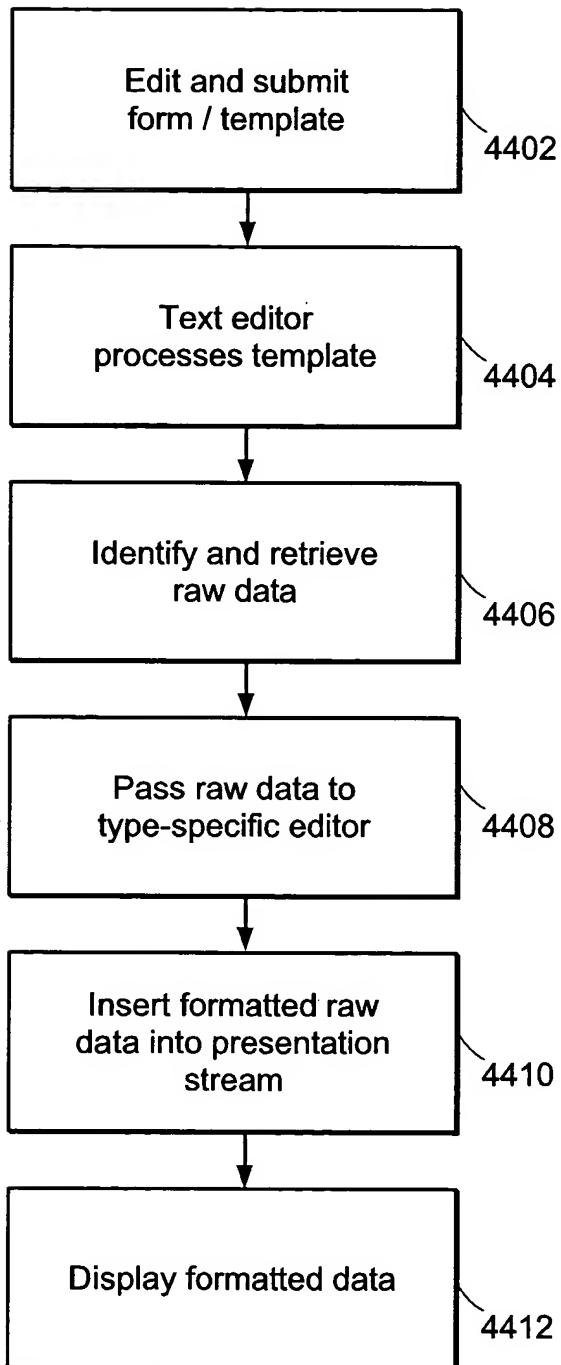 Edit and submit
form / template
4402
Text editor
processes template
4404
Identify and retrieve
raw data
4406
Pass raw data to
type-specific editor
4408
Insert formatted raw
data into presentation
stream
4410
Display formatted data
4412